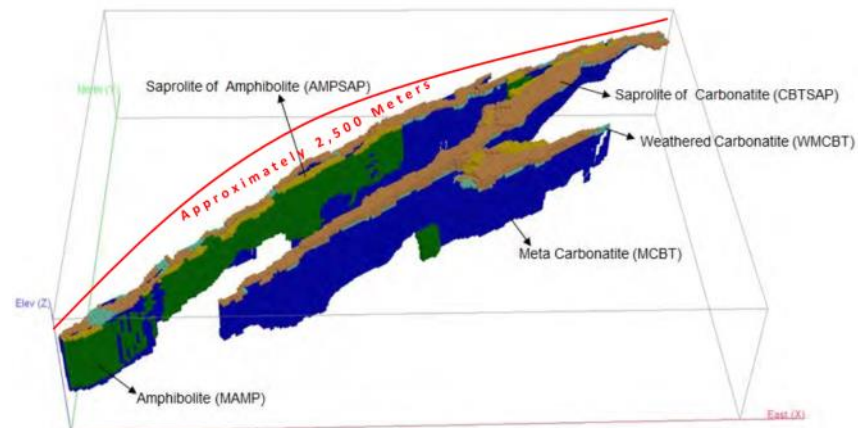 Saprolite of Amphibolite (AMPSAP)
Approximately 2,500 Meters
Saprolite of Carbonatite (CBTSAP)
Weathered Carbonatite (WMCBT)
Meta Carbonatite (MCBT)
Elev (Z)
Amphibolite (MAMP)
East (X)